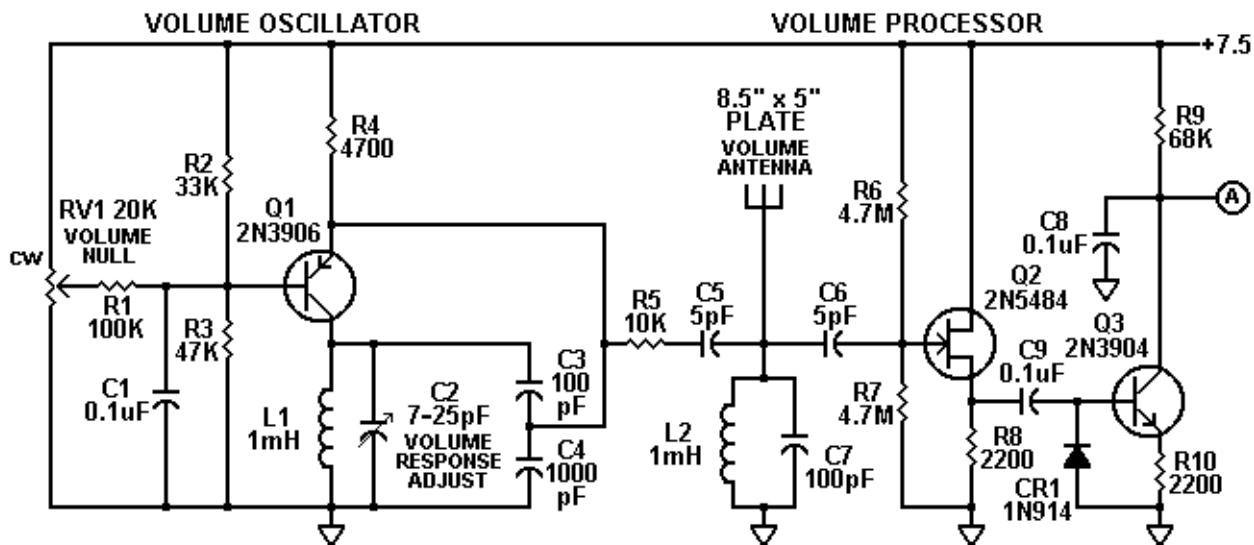 VOLUME OSCILLATOR
VOLUME PROCESSOR
+7.5
8.5" x 5"
PLATE
VOLUME
ANTENNA
R4
4700
R9
68K
R2
33K
R6
4.7M
RV1 20K
VOLUME
NULL
Q1
2N3906
A
C8
0.1uF
cw
R1
100K
R3
47K
R5
10K
C5
5pF
C6
5pF
Q2
2N5484
Q3
2N3904
C1
0.1uF
L1
1mH
C2
7-25pF
VOLUME
RESPONSE
ADJUST
C3
100
pF
C4
1000
pF
L2
1mH
C7
100pF
R7
4.7M
C9
0.1uF
R8
2200
CR1
1N914
R10
2200